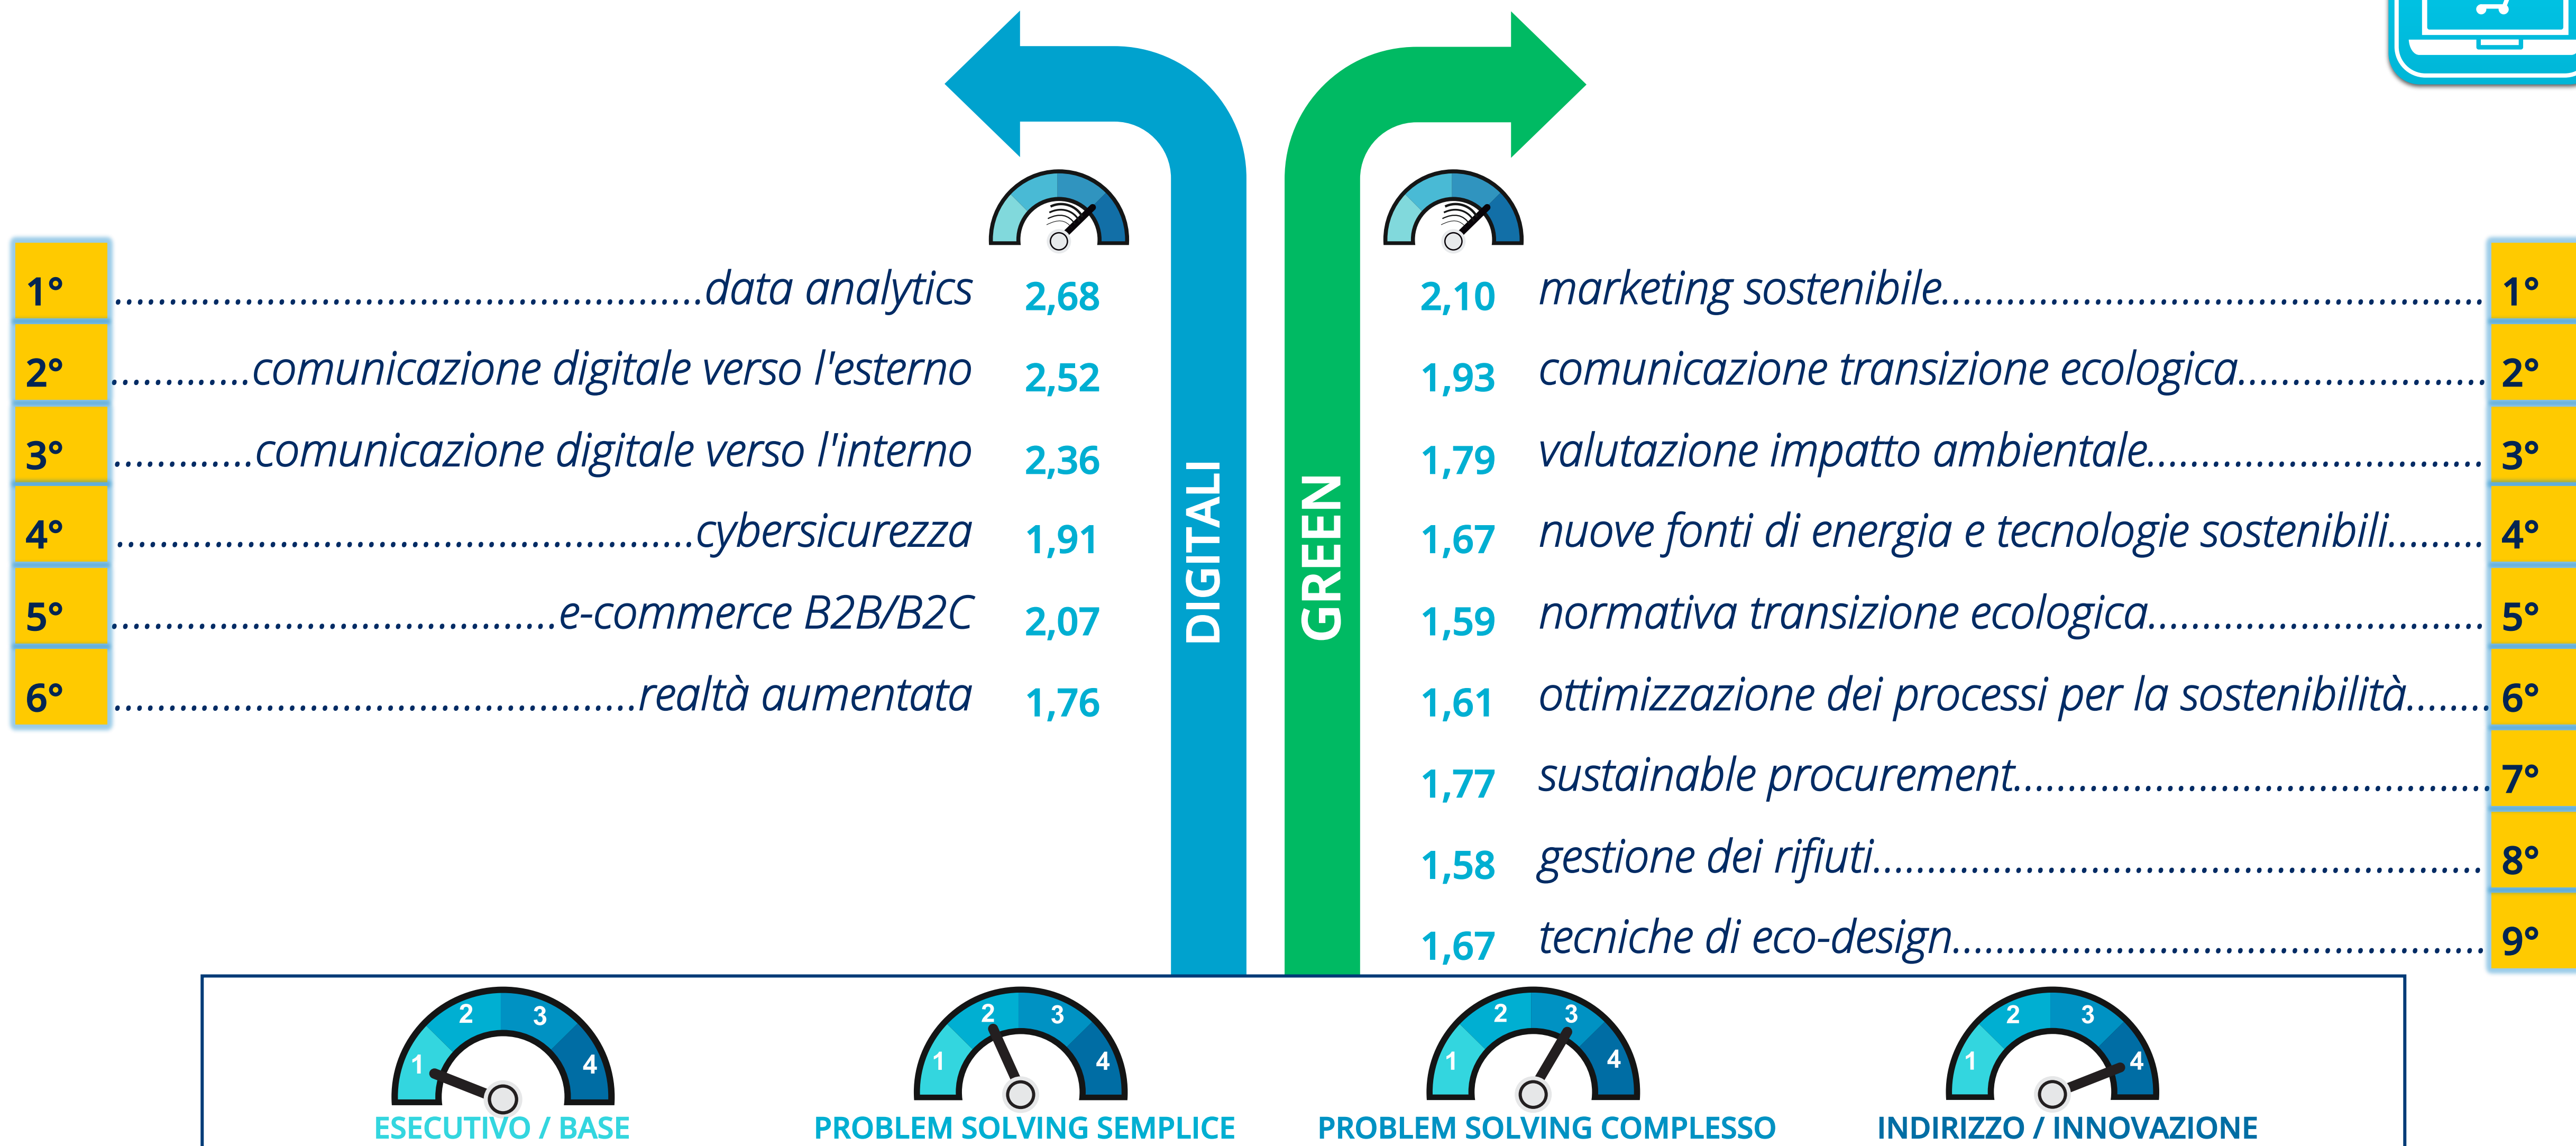 1° data analytics 2,68
2° comunicazione digitale verso l'esterno 2,52
3° comunicazione digitale verso l'interno 2,36
4° cybersicurezza 1,91
5° e-commerce B2B/B2C 2,07
6° realtà aumentata 1,76
DIGITALI
GREEN
2,10 marketing sostenibile 1°
1,93 comunicazione transizione ecologica 2°
1,79 valutazione impatto ambientale 3°
1,67 nuove fonti di energia e tecnologie sostenibili 4°
1,59 normativa transizione ecologica 5°
1,61 ottimizzazione dei processi per la sostenibilità 6°
1,77 sustainable procurement 7°
1,58 gestione dei rifiuti 8°
1,67 tecniche di eco-design 9°
1 2 3 4
ESECUTIVO / BASE
1 2 3 4
PROBLEM SOLVING SEMPLICE
1 2 3 4
PROBLEM SOLVING COMPLESSO
1 2 3 4
INDIRIZZO / INNOVAZIONE